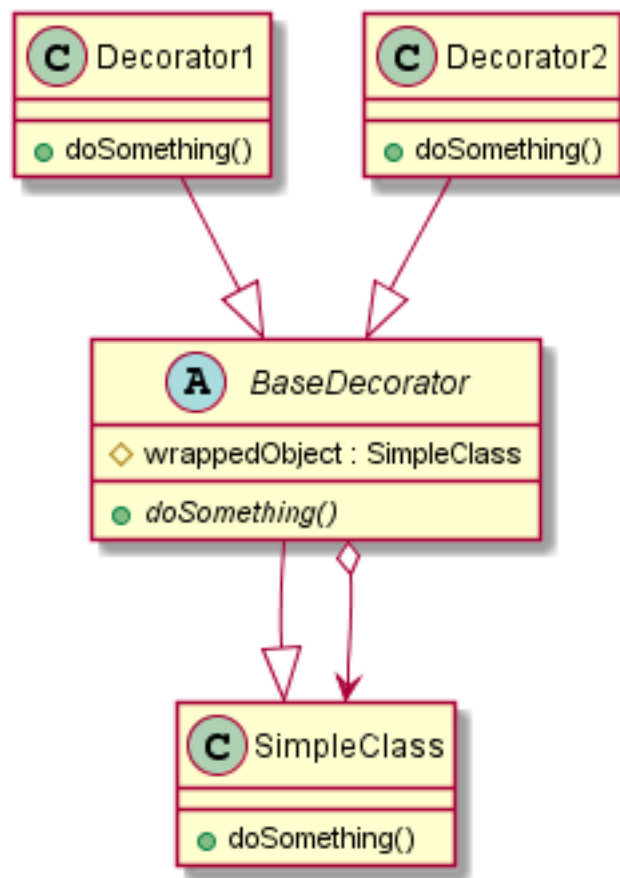 C Decorator1
doSomething()
C Decorator2
doSomething()
A BaseDecorator
wrappedObject : SimpleClass
doSomething()
C SimpleClass
doSomething()